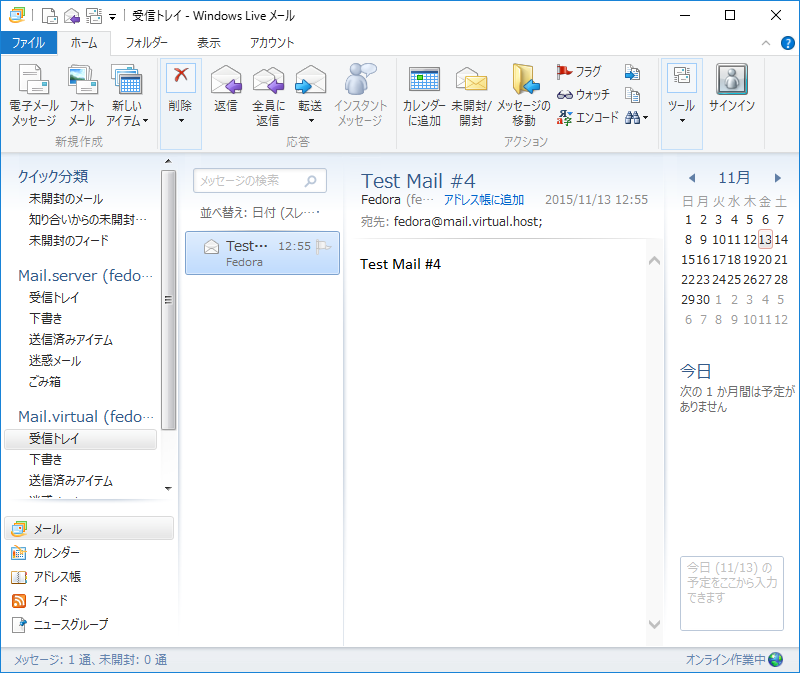 受信トレイ - Windows Live メール
ファイル ホーム フォルダー 表示 アカウント
電子メール メッセージ
フォト メール
新しい アイテム
新規作成
削除
返信
全員に 返信
転送
インスタント メッセージ
応答
カレンダー に追加
未開封/ 開封
メッセージの 移動
フラグ
ウォッチ
エンコード
アクション
ツール
サインイン
クイック分類
未開封のメール
知り合いからの未開封…
未開封のフィード
Mail.server (fedo…
受信トレイ
下書き
送信済みアイテム
迷惑メール
ごみ箱
Mail.virtual (fedo…
受信トレイ
下書き
送信済みアイテム
メール
カレンダー
アドレス帳
フィード
ニュースグループ
メッセージの検索
並べ替え: 日付 (スレ…
Test… 12:55
Fedora
Test Mail #4
Fedora (fe… アドレス帳に追加 2015/11/13 12:55
宛先: fedora@mail.virtual.host;
Test Mail #4
11月
日 月 火 水 木 金 土
1 2 3 4 5 6 7
8 9 10 11 12 13 14
15 16 17 18 19 20 21
22 23 24 25 26 27 28
29 30 1 2 3 4 5
6 7 8 9 10 11 12
今日
次の 1 か月間は予定が
ありません
今日 (11/13) の
予定をここから入力
できます
メッセージ: 1 通、未開封: 0 通
オンライン作業中